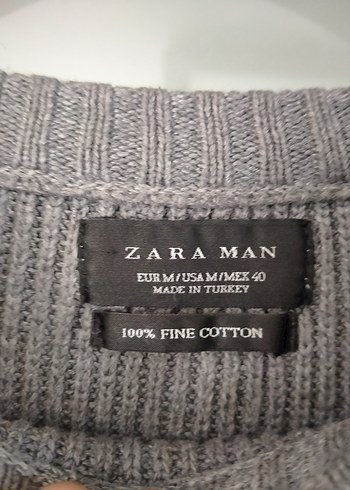 ZARA MAN
EUR M / USA M / MEX 40
MADE IN TURKEY
100% FINE COTTON